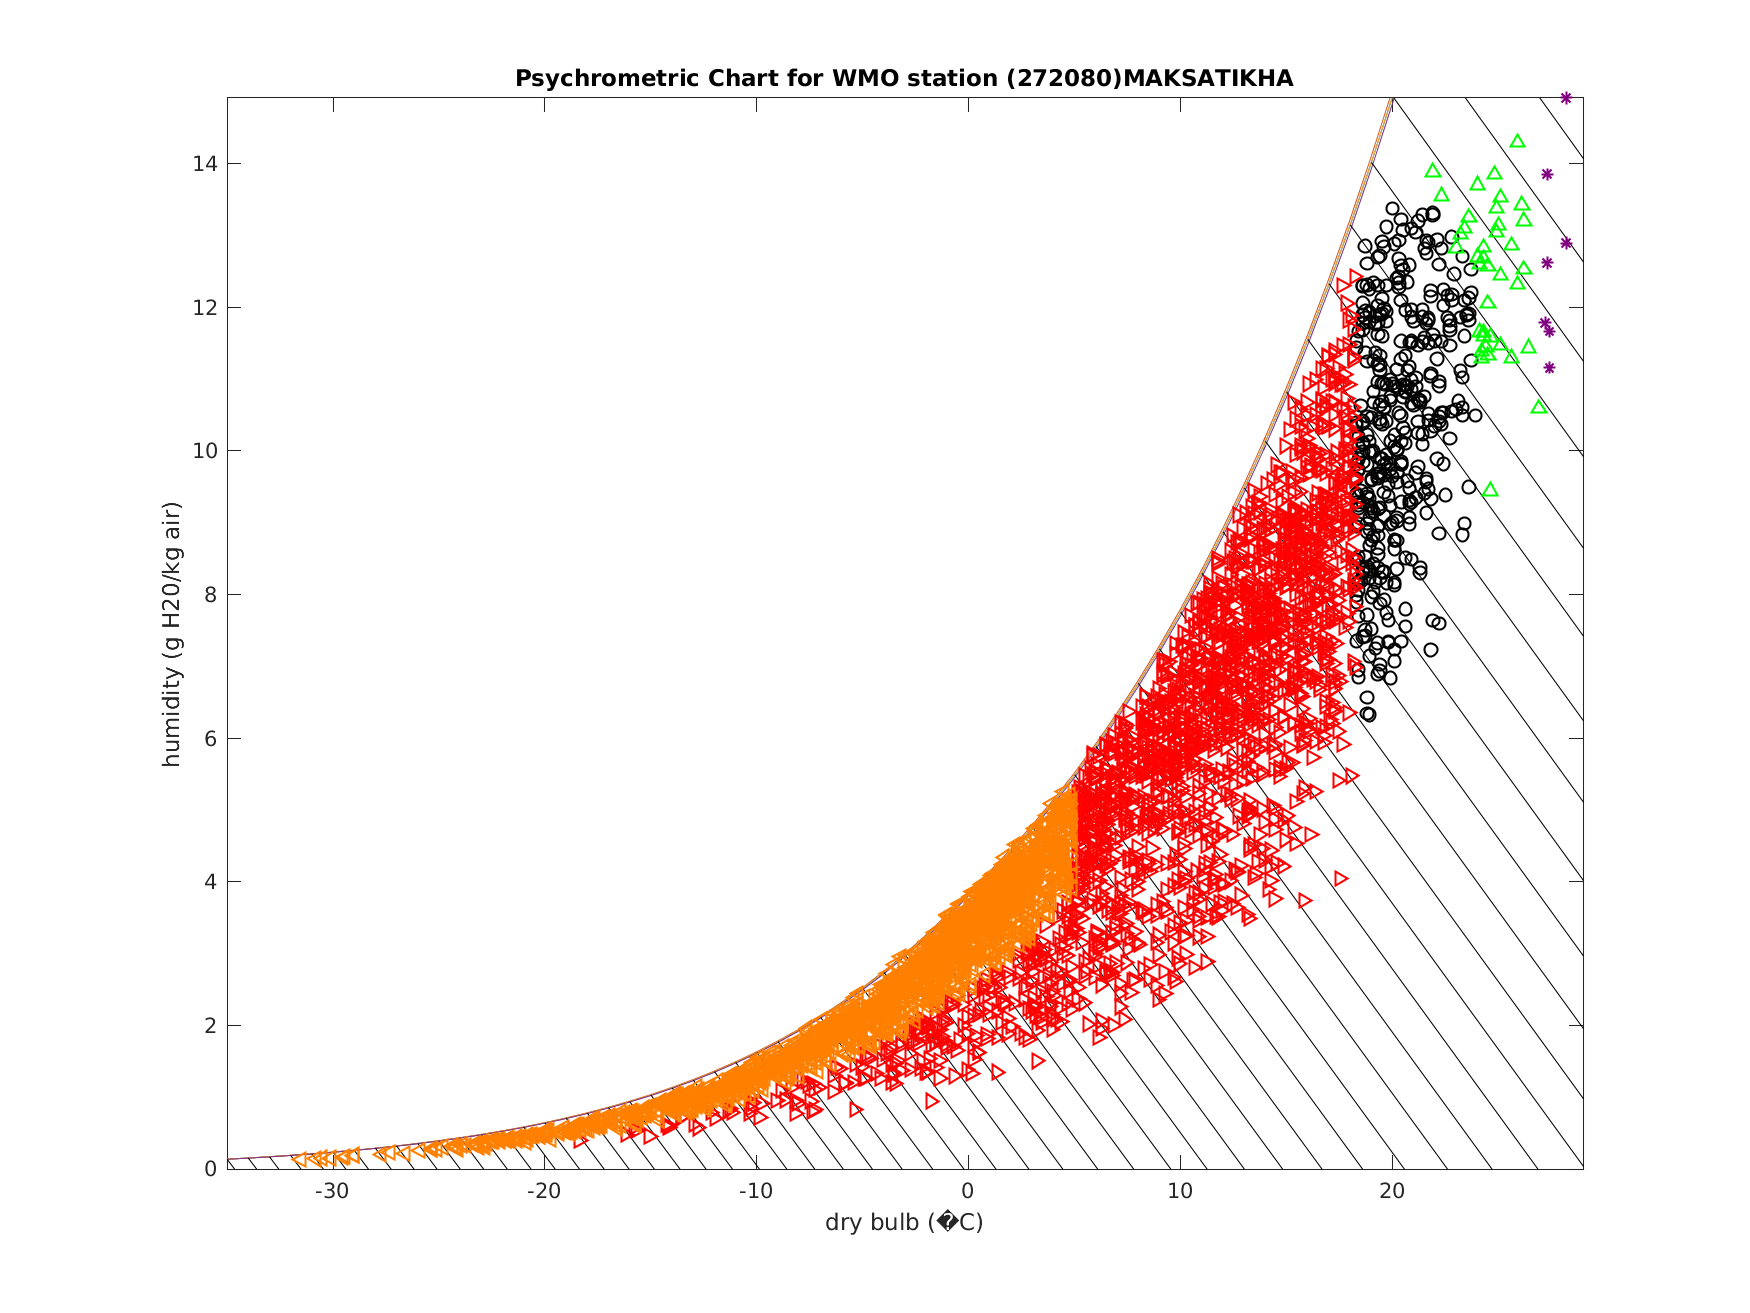 Psychrometric Chart for WMO station (272080)MAKSATIKHA
14
12
10
8
6
4
2
0
humidity (g H20/kg air)
-30 -20 -10 0 10 20
dry bulb (�C)